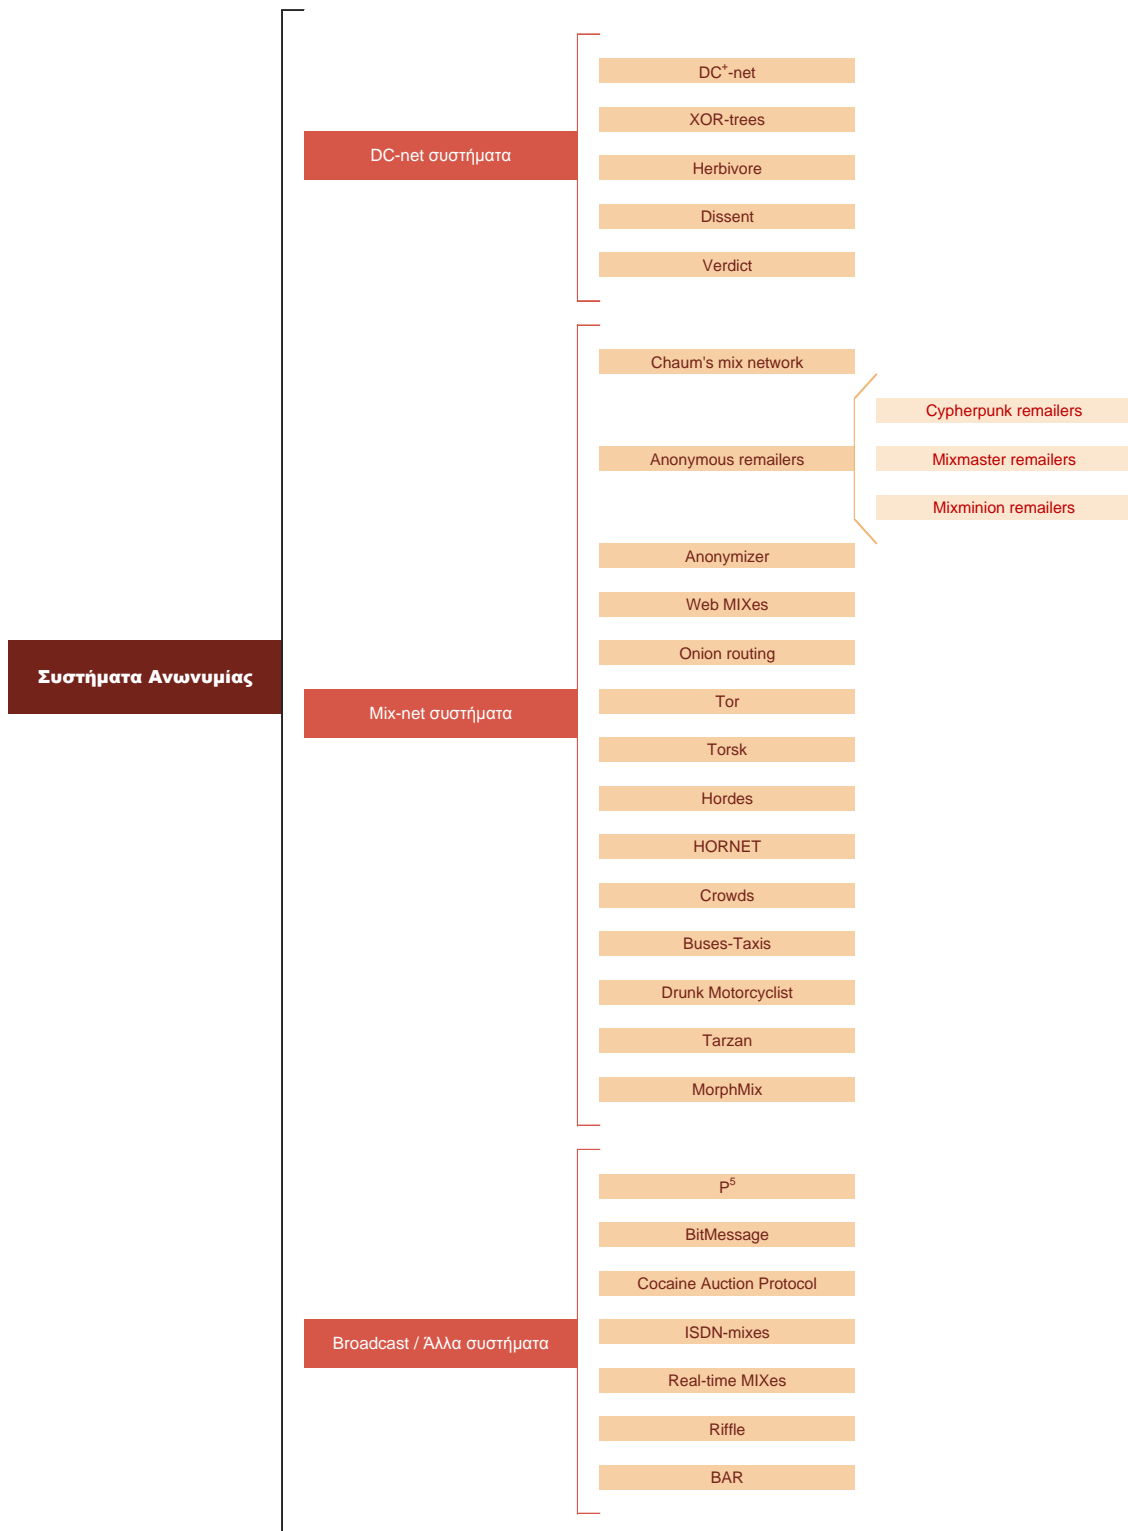 Συστήματα Ανωνυμίας
DC-net συστήματα
DC⁺-net
XOR-trees
Herbivore
Dissent
Verdict
Mix-net συστήματα
Chaum's mix network
Anonymous remailers
Cypherpunk remailers
Mixmaster remailers
Mixminion remailers
Anonymizer
Web MIXes
Onion routing
Tor
Torsk
Hordes
HORNET
Crowds
Buses-Taxis
Drunk Motorcyclist
Tarzan
MorphMix
Broadcast / Άλλα συστήματα
P⁵
BitMessage
Cocaine Auction Protocol
ISDN-mixes
Real-time MIXes
Riffle
BAR